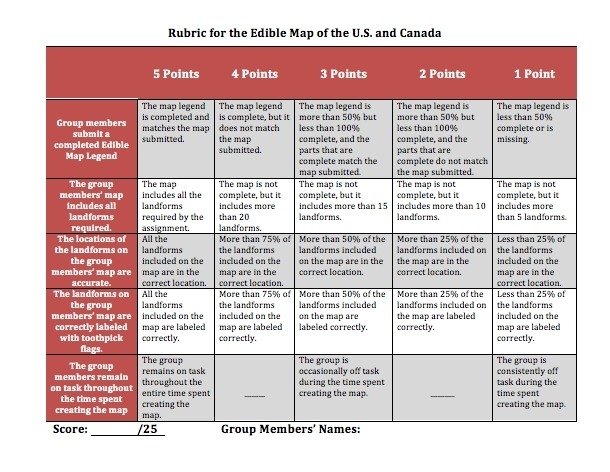 Rubric for the Edible Map of the U.S. and Canada
5 Points
4 Points
3 Points
2 Points
1 Point
Group members
submit a
completed Edible
Map Legend
The map legend
is completed and
matches the map
submitted.
The map legend
is complete, but it
does not match
the map
submitted.
The map legend is
more than 50% but
less than 100%
complete, and the
parts that are
complete match the
map submitted.
The map legend is
more than 50% but
less than 100%
complete, and the
parts that are
complete do not match
the map submitted.
The map legend is
less than 50%
complete or is
missing.
The group
members' map
includes all
landforms
required.
The map
includes all the
landforms
required by the
assignment.
The map is not
complete, but it
includes more
than 20
landforms.
The map is not
complete, but it
includes more than 15
landforms.
The map is not
complete, but it
includes more than 10
landforms.
The map is not
complete, but it
includes more
than 5 landforms.
The locations of
the landforms on
the group
members' map are
accurate.
All the
landforms
included on the
map are in the
correct location.
More than 75% of
the landforms
included on the
map are in the
correct location.
More than 50% of the
landforms included
on the map are in the
correct location.
More than 25% of the
landforms included on
the map are in the
correct location.
Less than 25% of
the landforms
included on the
map are in the
correct location.
The landforms on
the group
members' map are
correctly labeled
with toothpick
flags.
All the
landforms
included on the
map are labeled
correctly.
More than 75% of
the landforms
included on the
map are labeled
correctly.
More than 50% of the
landforms included
on the map are
labeled correctly.
More than 25% of the
landforms included on
the map are labeled
correctly.
Less than 25% of
the landforms
included on the
map are labeled
correctly.
The group
members remain
on task throughout
the time spent
creating the map
The group
remains on task
throughout the
entire time spent
creating the
map.
_____
The group is
occasionally off task
during the time spent
creating the map.
_____
The group is
consistently off
task during the
time spent
creating the map.
Score: ________/25 Group Members' Names: